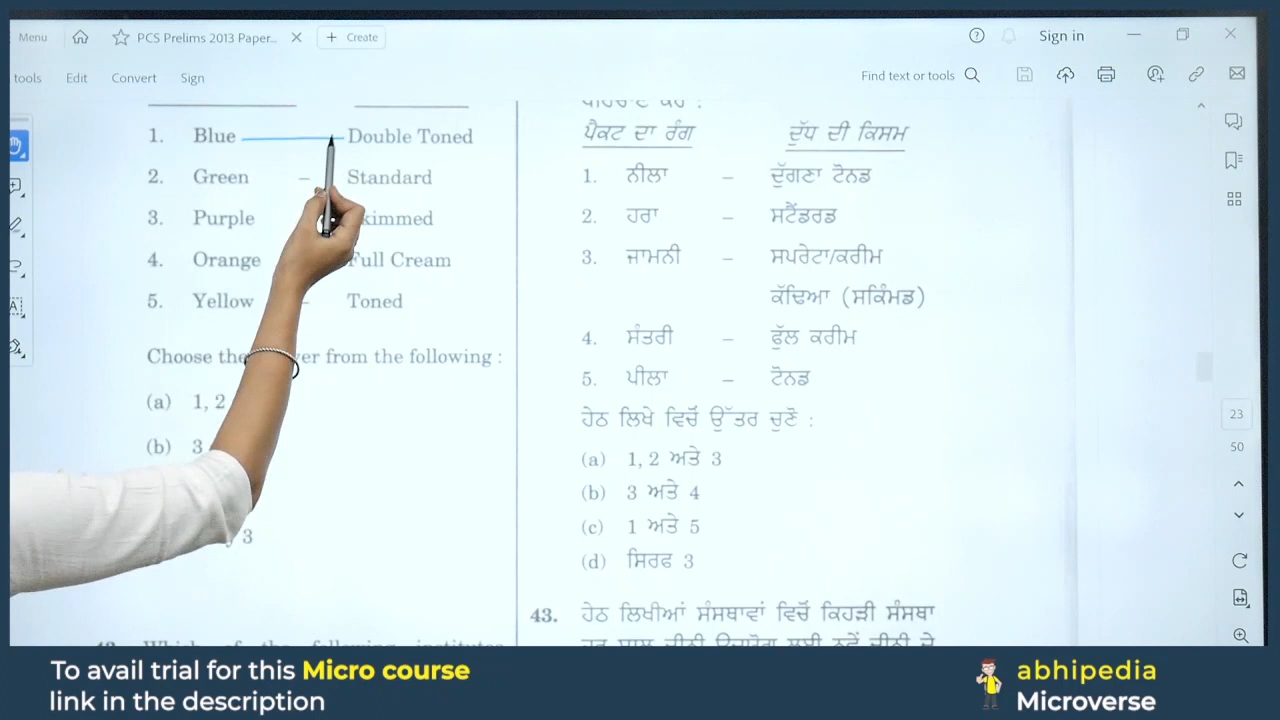 Menu
PCS Prelims 2013 Paper...
+ Create
Sign in
tools
Edit
Convert
Sign
Find text or tools
1. Blue Double Toned
2. Green – Standard
3. Purple kimmed
4. Orange Full Cream
5. Yellow – Toned
Choose the er from the following :
(a) 1, 2
(b) 3
3
ਪੈਕਟ ਦਾ ਰੰਗ ਦੁੱਧ ਦੀ ਕਿਸਮ
1. ਨੀਲਾ – ਦੁੱਗਣਾ ਟੋਨਡ
2. ਹਰਾ – ਸਟੈਂਡਰਡ
3. ਜਾਮਨੀ – ਸਪਰੇਟਾ/ਕਰੀਮ
ਕੱਢਿਆ (ਸਕਿੰਮਡ)
4. ਸੰਤਰੀ – ਫੁੱਲ ਕਰੀਮ
5. ਪੀਲਾ – ਟੋਨਡ
ਹੇਠ ਲਿਖੇ ਵਿਚੋਂ ਉੱਤਰ ਚੁਣੋ :
(a) 1, 2 ਅਤੇ 3
(b) 3 ਅਤੇ 4
(c) 1 ਅਤੇ 5
(d) ਸਿਰਫ 3
43. ਹੇਠ ਲਿਖੀਆਂ ਸੰਸਥਾਵਾਂ ਵਿਚੋਂ ਕਿਹੜੀ ਸੰਸਥਾ
23
50
To avail trial for this Micro course
link in the description
abhipedia
Microverse